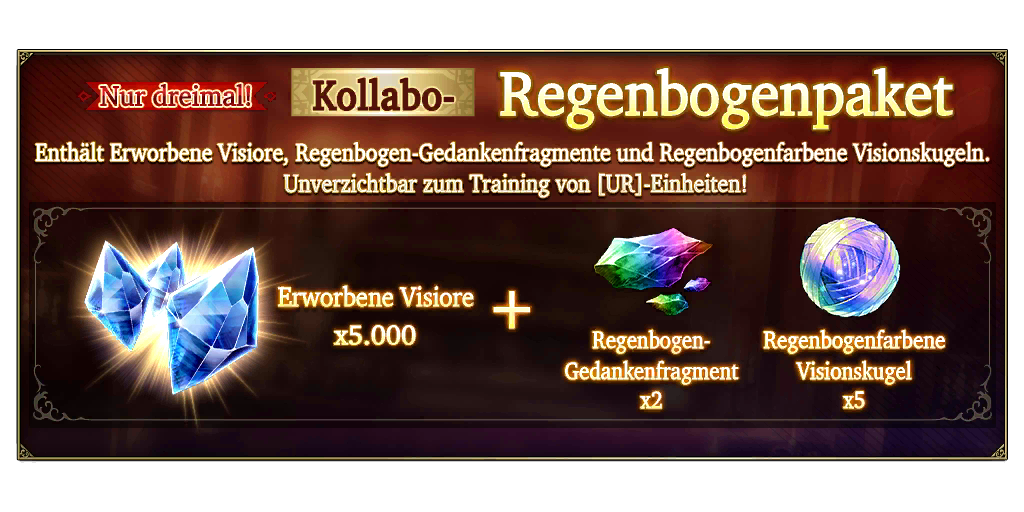 Nur dreimal! Kollabo- Regenbogenpaket
Enthält Erworbene Visiore, Regenbogen-Gedankenfragmente und Regenbogenfarbene Visionskugeln.
Unverzichtbar zum Training von [UR]-Einheiten!
Erworbene Visiore
x5.000
+
Regenbogen-
Gedankenfragment
x2
Regenbogenfarbene
Visionskugel
x5